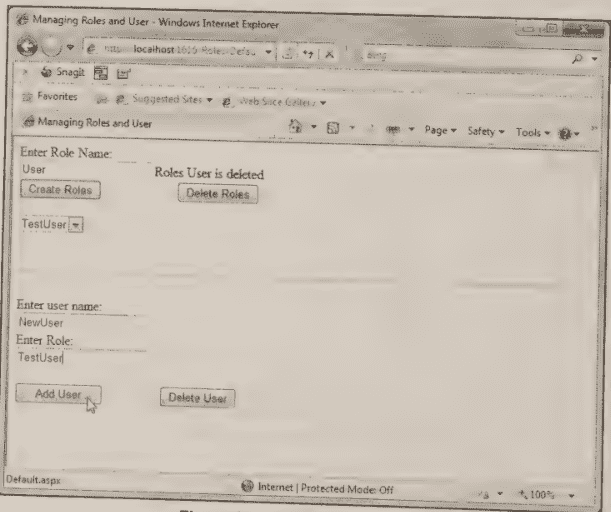 Managing Roles and User - Windows Internet Explorer
localhost
Bing
Snagit
Favorites Suggested Sites Web Slice Gallery
Managing Roles and User Page Safety Tools
Enter Role Name:
User Roles User is deleted
Create Roles Delete Roles
TestUser
Enter user name:
NewUser
Enter Role:
TestUser
Add User Delete User
Default.aspx Internet | Protected Mode: Off 100%